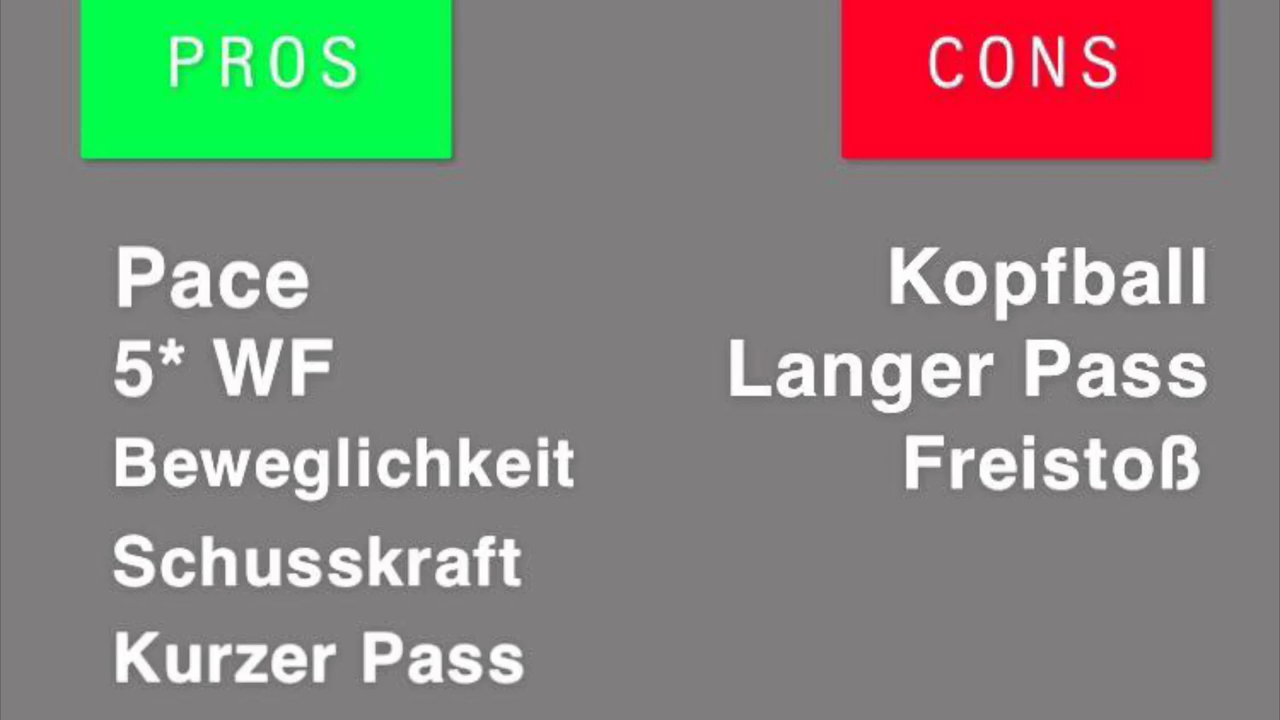 PROS
Pace
5* WF
Beweglichkeit
Schusskraft
Kurzer Pass
CONS
Kopfball
Langer Pass
Freistoß